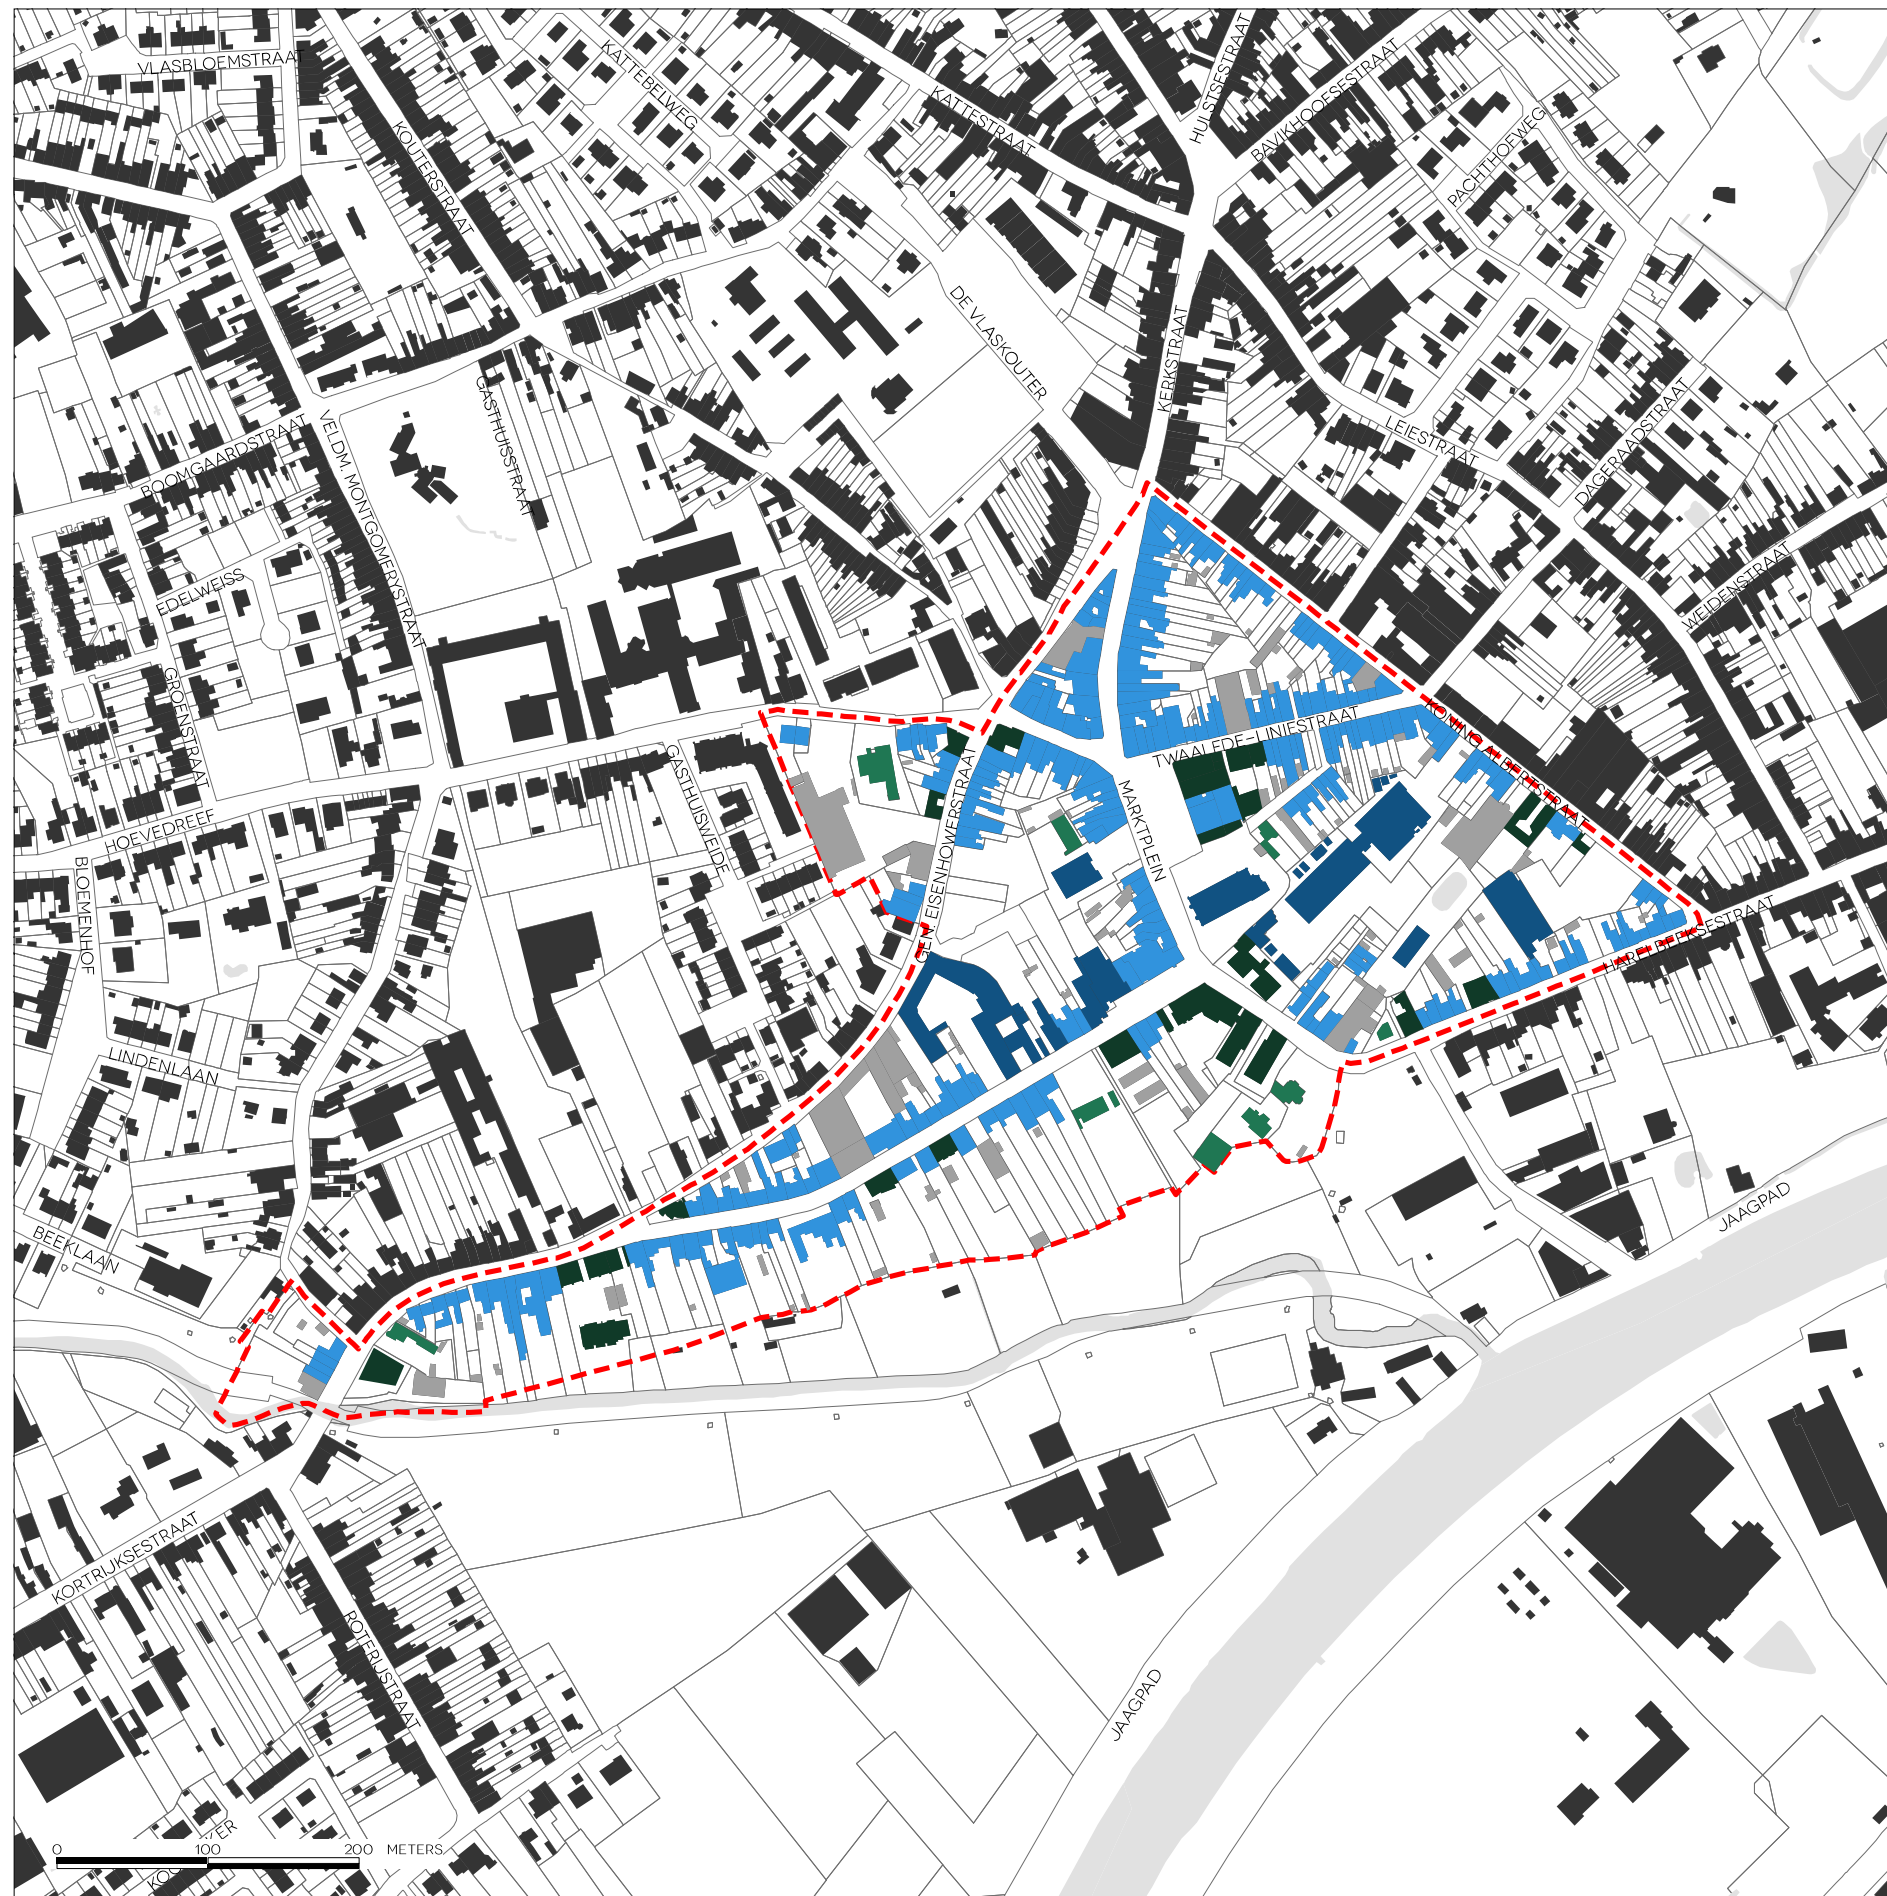 VLASBLOEMSTRAAT
KATTEBELWEG
HULSTSESTRAAT
BAVIKHOOFSESTRAAT
KATTESTRAAT
KOUTERSTRAAT
PACHTHOFWEG
DE VLASKOUTER
KERKSTRAAT
GASTHUISSTRAAT
BOOMGAARDSTRAAT
VELDM. MONTGOMERYSTRAAT
LEIESTRAAT
DAGERAADSTRAAT
EDELWEISS
WEIDENSTRAAT
GROENSTRAAT
TWAALFDE-LINIESTRAAT
KONING ALBERTSTRAAT
GASTHUISWEIDE
GEN. EISENHOWERSTRAAT
MARKTPLEIN
HOEVEDREEF
BLOEMENHOF
HARELBEEKSESTRAAT
LINDENLAAN
BEEKLAAN
JAAGPAD
KORTRIJKSESTRAAT
ROTERIJSTRAAT
JAAGPAD
0 100 200 METERS